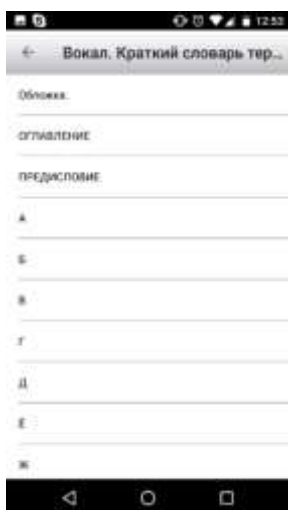 12:53
Вокал. Краткий словарь тер...
Обложка.
ОГЛАВЛЕНИЕ
ПРЕДИСЛОВИЕ
А
Б
В
Г
Д
Е
Ж